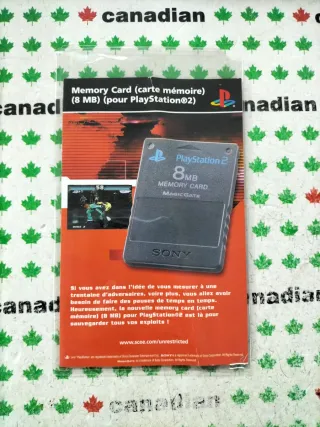 canadian
canadian
Memory Card (carte mémoire)
(8 MB) (pour PlayStation®2)
PlayStation 2
8MB
MEMORY CARD
MAGICGATE
SONY
Si vous avez dans l'idée de vous mesurer à une
trentaine d'adversaires, voire plus, vous allez avoir
besoin de faire des pauses de temps en temps.
Heureusement, la nouvelle memory card (carte
mémoire) (8 MB) pour PlayStation®2 est là pour
sauvegarder tous vos exploits !
www.scee.com/unrestricted
canadian